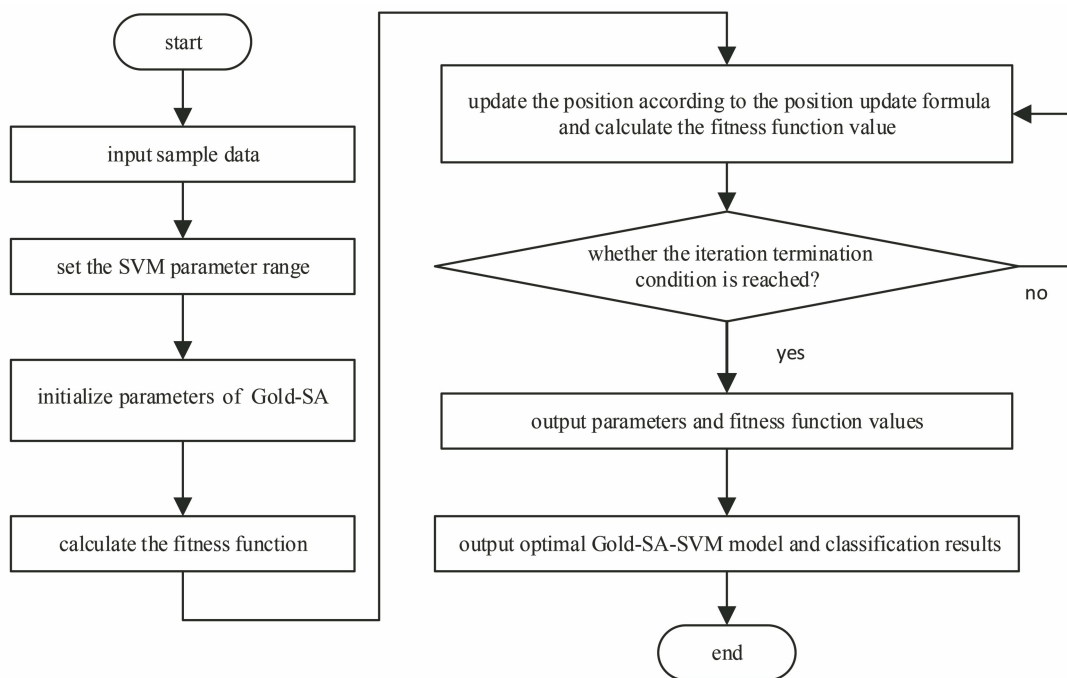 start
input sample data
set the SVM parameter range
initialize parameters of Gold-SA
calculate the fitness function
update the position according to the position update formula
and calculate the fitness function value
whether the iteration termination
condition is reached?
no
yes
output parameters and fitness function values
output optimal Gold-SA-SVM model and classification results
end